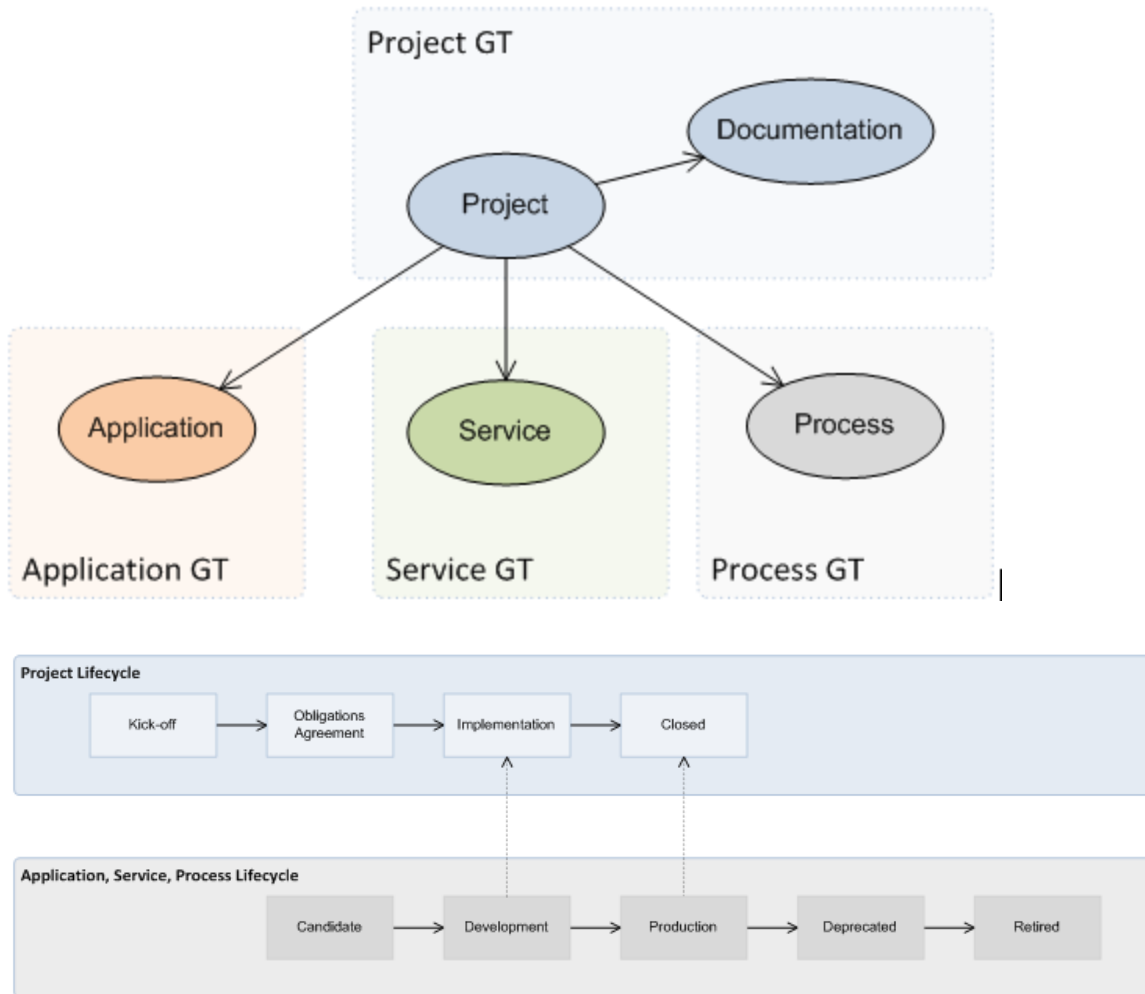 Project GT
Documentation
Project
Application
Service
Process
Application GT
Service GT
Process GT
Project Lifecycle
Kick-off
Obligations
Agreement
Implementation
Closed
Application, Service, Process Lifecycle
Candidate
Development
Production
Deprecated
Retired